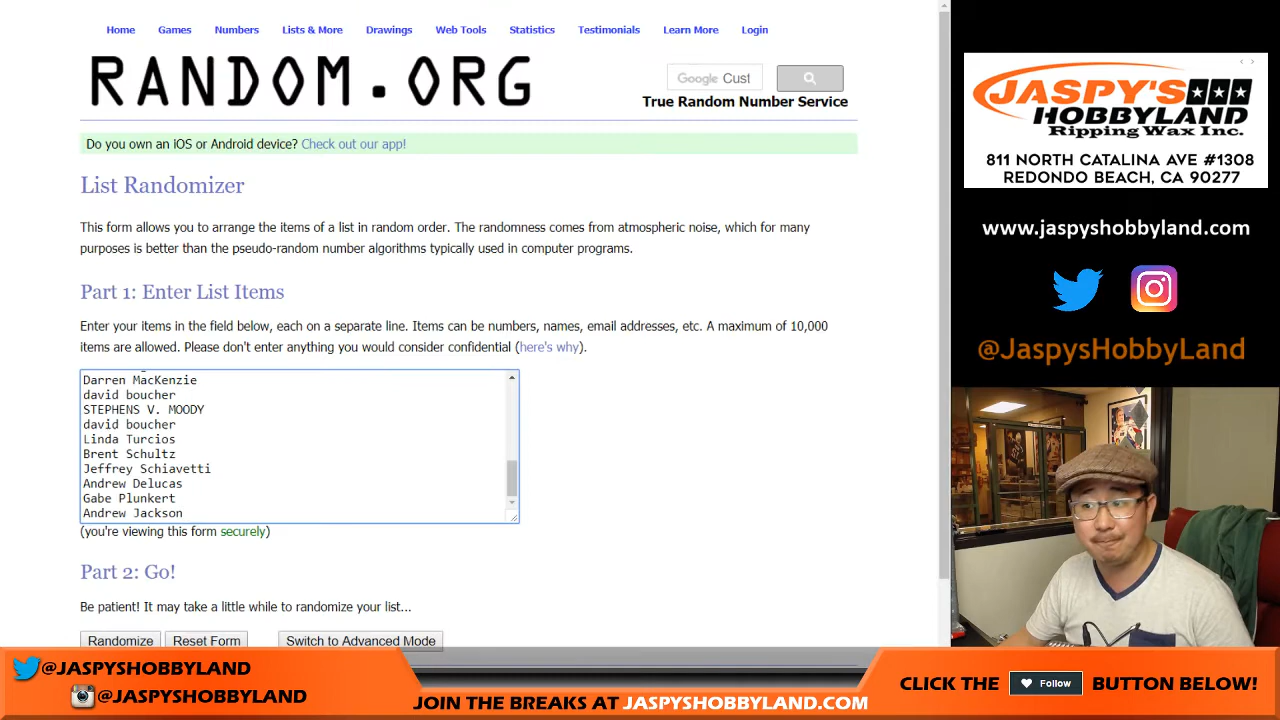 Home Games Numbers Lists & More Drawings Web Tools Statistics Testimonials Learn More Login
RANDOM.ORG
Google Cust
True Random Number Service
Do you own an iOS or Android device? Check out our app!
List Randomizer
This form allows you to arrange the items of a list in random order. The randomness comes from atmospheric noise, which for many
purposes is better than the pseudo-random number algorithms typically used in computer programs.
Part 1: Enter List Items
Enter your items in the field below, each on a separate line. Items can be numbers, names, email addresses, etc. A maximum of 10,000
items are allowed. Please don't enter anything you would consider confidential (here's why).
Darren MacKenzie
david boucher
STEPHENS V. MOODY
david boucher
Linda Turcios
Brent Schultz
Jeffrey Schiavetti
Andrew Delucas
Gabe Plunkert
Andrew Jackson
(you're viewing this form securely)
Part 2: Go!
Be patient! It may take a little while to randomize your list...
Randomize Reset Form Switch to Advanced Mode
JASPY'S
HOBBYLAND
Ripping Wax Inc.
811 NORTH CATALINA AVE #1308
REDONDO BEACH, CA 90277
www.jaspyshobbyland.com
@JaspysHobbyLand
@JASPYSHOBBYLAND
@JASPYSHOBBYLAND
JOIN THE BREAKS AT JASPYSHOBBYLAND.COM
CLICK THE Follow BUTTON BELOW!